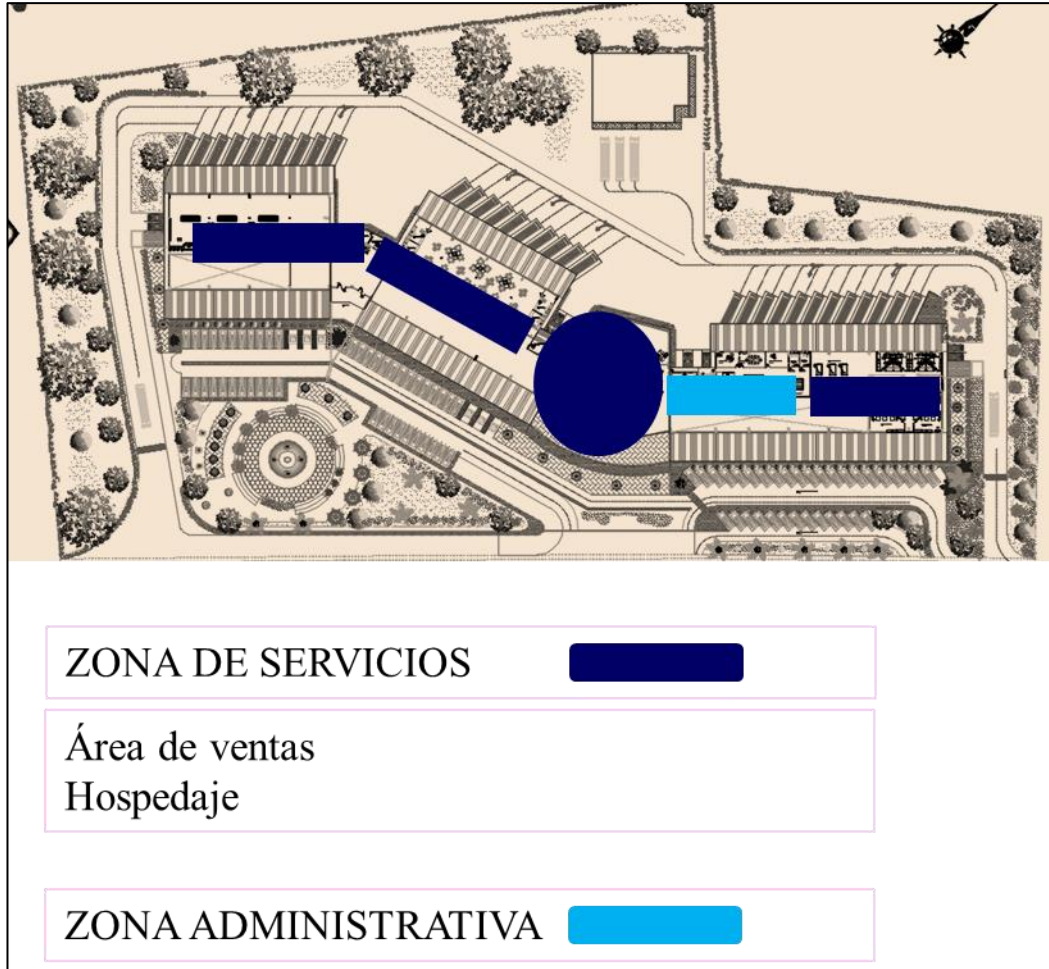 ZONA DE SERVICIOS
Área de ventas
Hospedaje
ZONA ADMINISTRATIVA